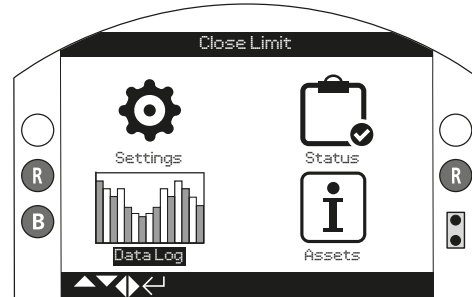 Close Limit
Settings
Status
R
R
B
Data Log
i
Assets